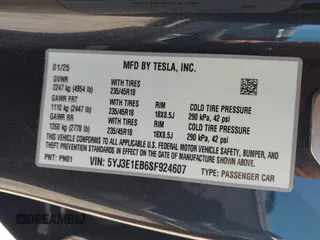 MFD BY TESLA, INC.
01/25
GVWR
2247 kg (4954 lb)
WITH TIRES
235/45R18
GAWR FRT
1110 kg (2447 lb)
WITH TIRES
235/45R18
RIM
18X8.5J
COLD TIRE PRESSURE
290 kPa, 42 psi
GAWR RR
1260 kg (2778 lb)
WITH TIRES
235/45R18
RIM
18X8.5J
COLD TIRE PRESSURE
290 kPa, 42 psi
THIS VEHICLE CONFORMS TO ALL APPLICABLE
FEDERAL MOTOR VEHICLE SAFETY, BUMPER,
AND THEFT PREVENTION STANDARDS IN EFFECT
ON THE DATE OF MANUFACTURE SHOWN ABOVE.
PNT: PN01
VIN: 5YJ3E1EB6SF924607
TYPE: PASSENGER CAR
DREAMBID